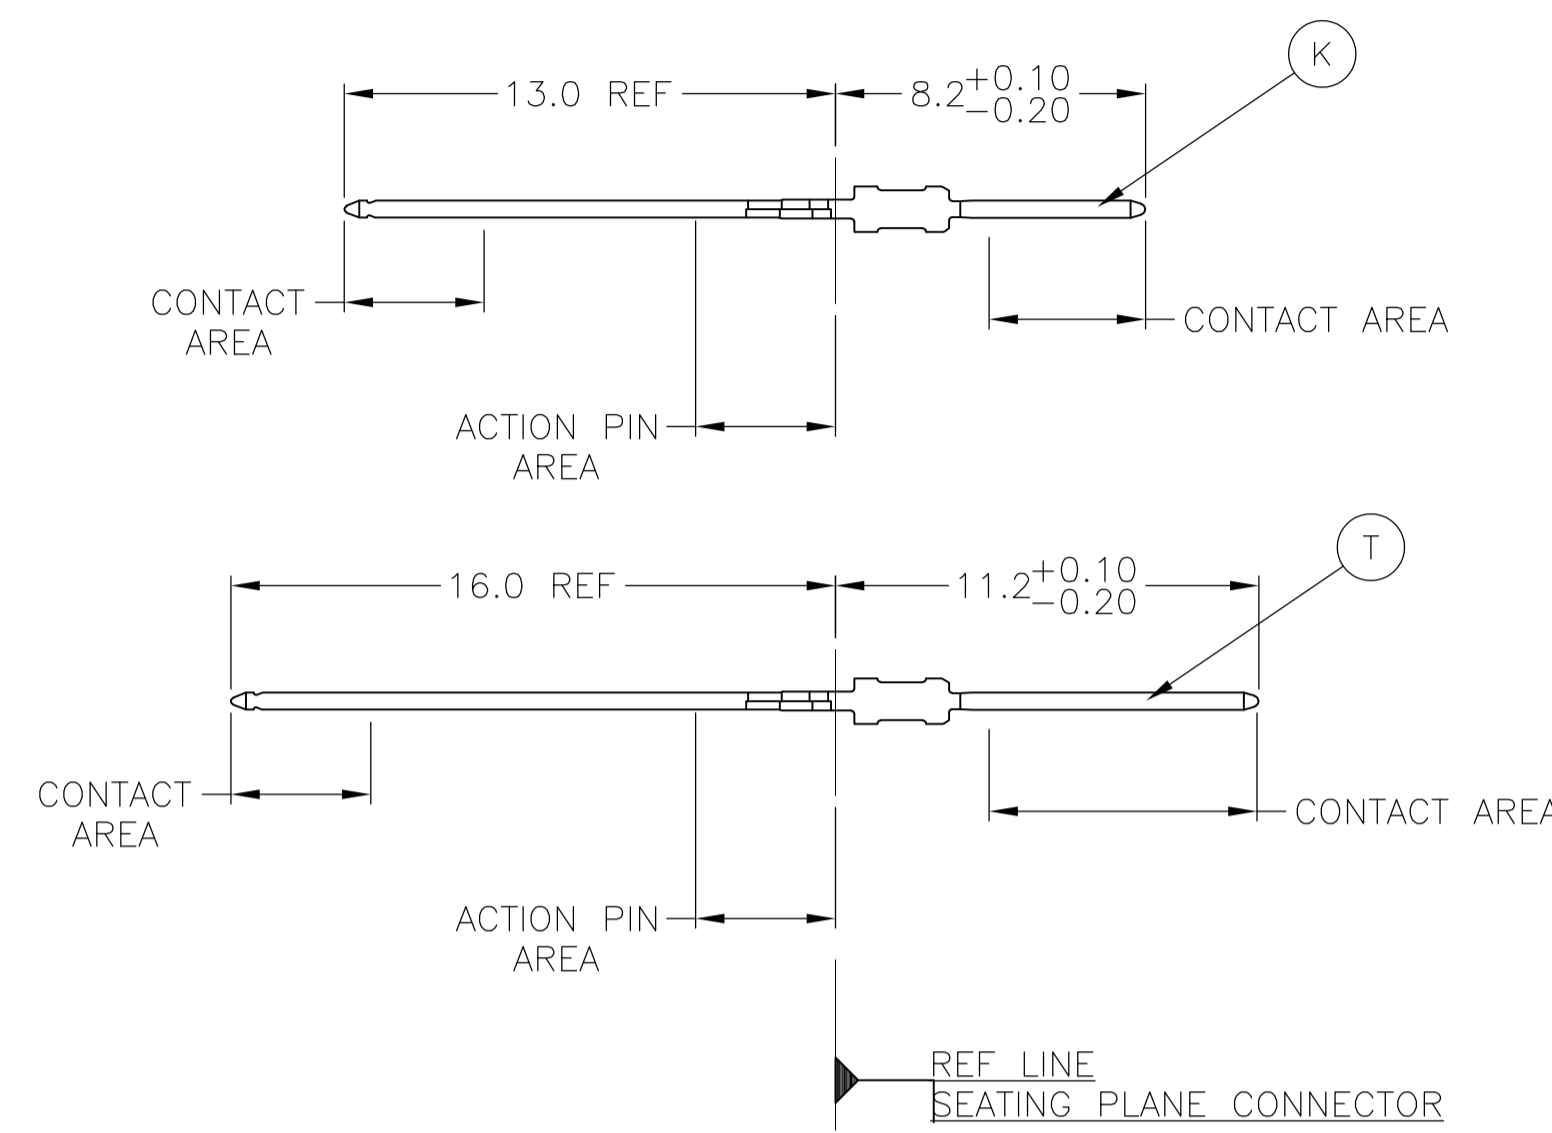 K
13.0 REF
8.2 +0.10
-0.20
CONTACT
AREA
CONTACT AREA
ACTION PIN
AREA
T
16.0 REF
11.2 +0.10
-0.20
CONTACT
AREA
CONTACT AREA
ACTION PIN
AREA
REF LINE
SEATING PLANE CONNECTOR